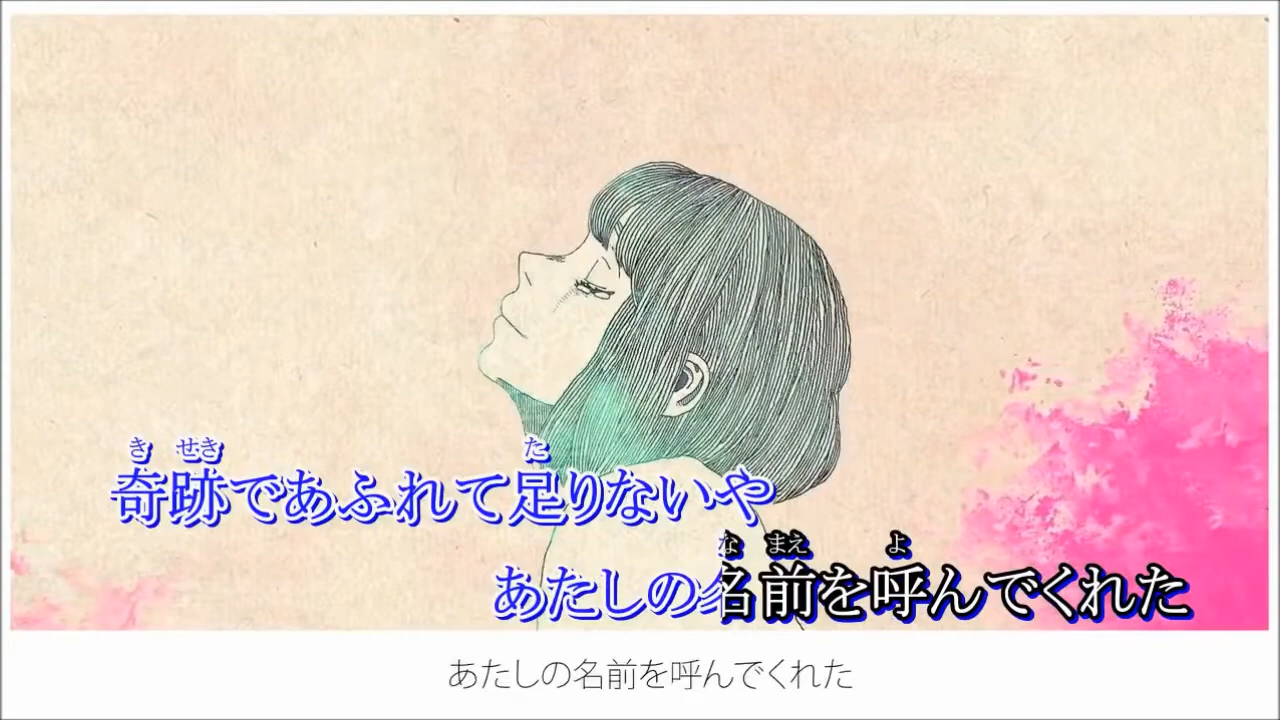 き せき た
奇跡であふれて足りないや
な まえ よ
あたしの名前を呼んでくれた
あたしの名前を呼んでくれた